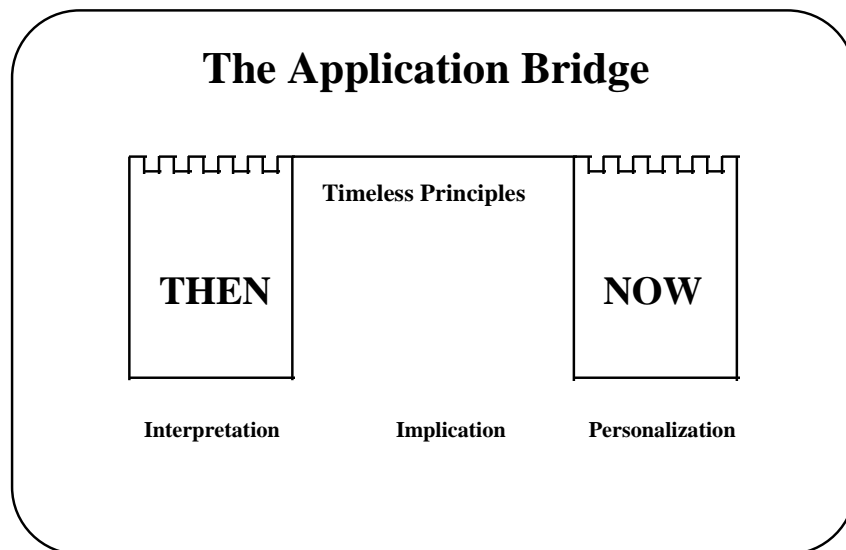 The Application Bridge
Timeless Principles
THEN NOW
Interpretation Implication Personalization